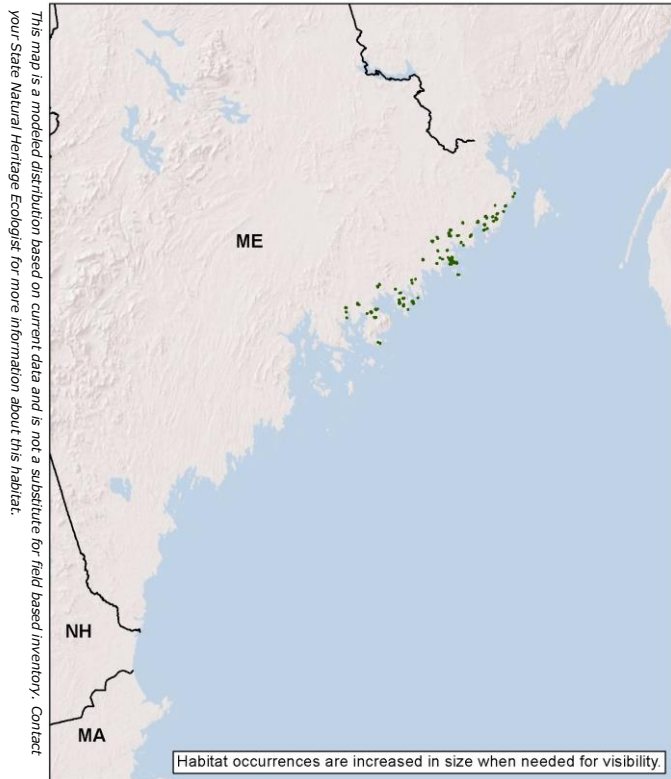 This map is a modeled distribution based on current data and is not a substitute for field based inventory. Contact
your State Natural Heritage Ecologist for more information about this habitat.
ME
NH
MA
Habitat occurrences are increased in size when needed for visibility.